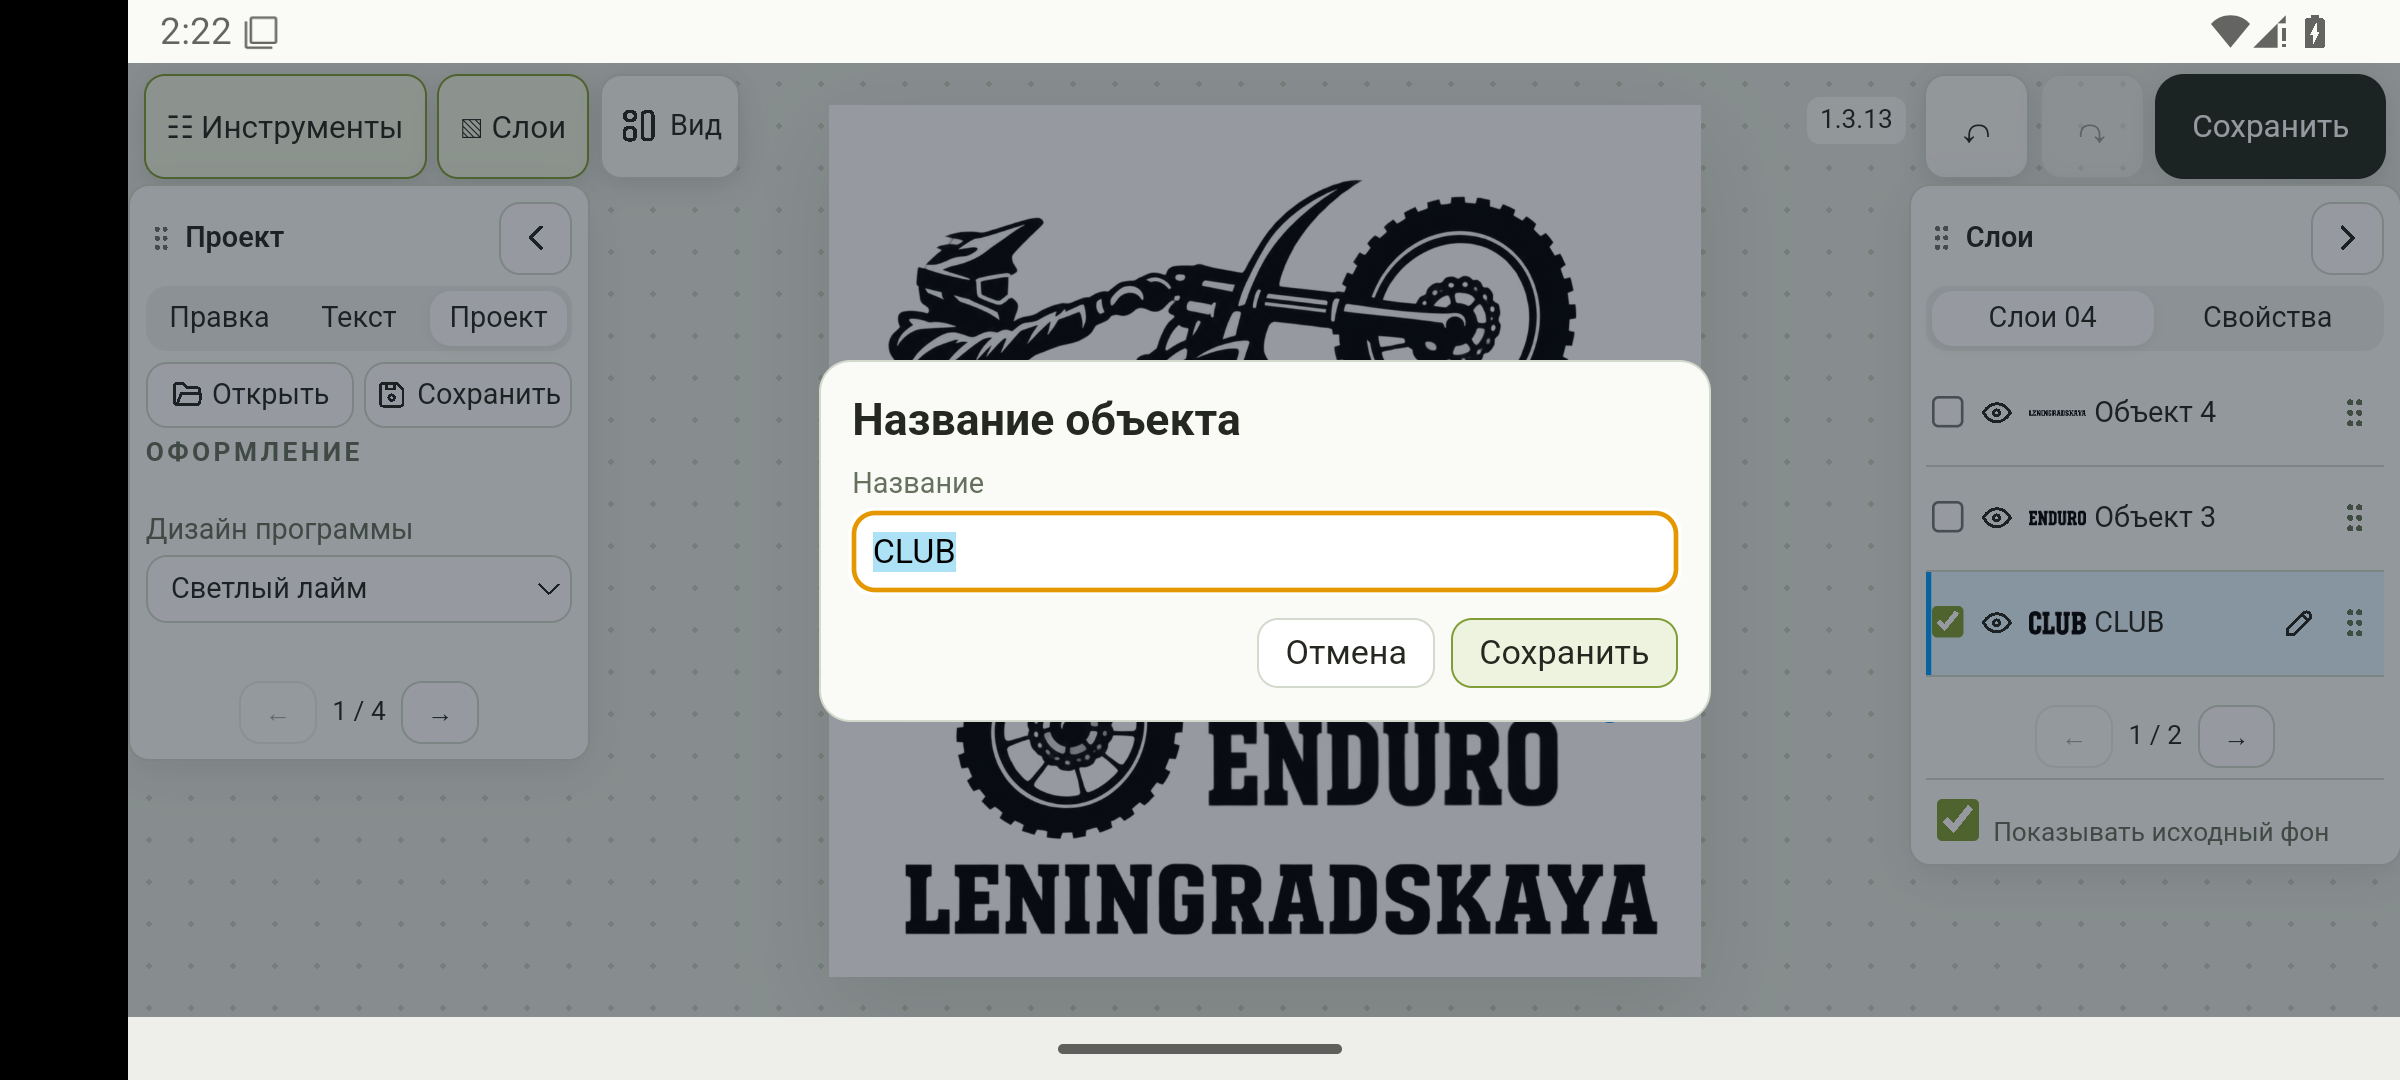 2:22
Инструменты
Слои
Вид
1.3.13
Сохранить
Проект
Правка
Текст
Проект
Открыть
Сохранить
ОФОРМЛЕНИЕ
Дизайн программы
Светлый лайм
← 1 / 4 →
Название объекта
Название
CLUB
Отмена
Сохранить
ENDURO
LENINGRADSKAYA
Слои
Слои 04
Свойства
LENINGRADSKAYA Объект 4
ENDURO Объект 3
CLUB CLUB
← 1 / 2 →
Показывать исходный фон